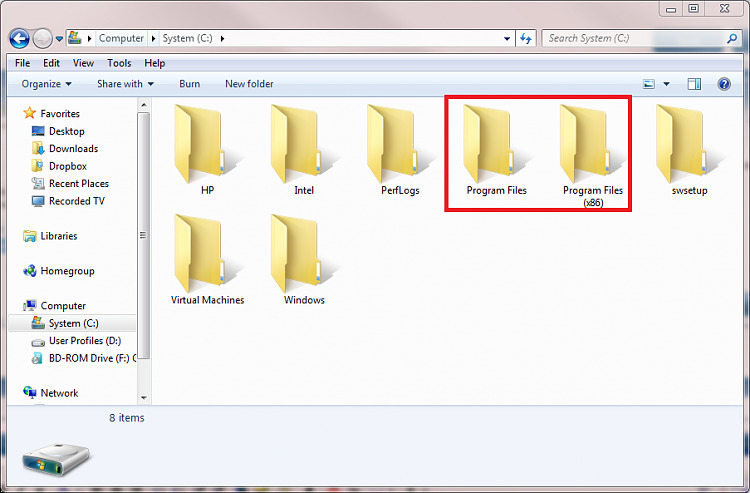 Computer
System (C:)
Search System (C:)
File Edit View Tools Help
Organize Share with Burn New folder
Favorites
Desktop
Downloads
Dropbox
Recent Places
Recorded TV
Libraries
Homegroup
Computer
System (C:)
User Profiles (D:)
BD-ROM Drive (F:)
Network
HP
Intel
PerfLogs
Program Files
Program Files
(x86)
swsetup
Virtual Machines
Windows
8 items